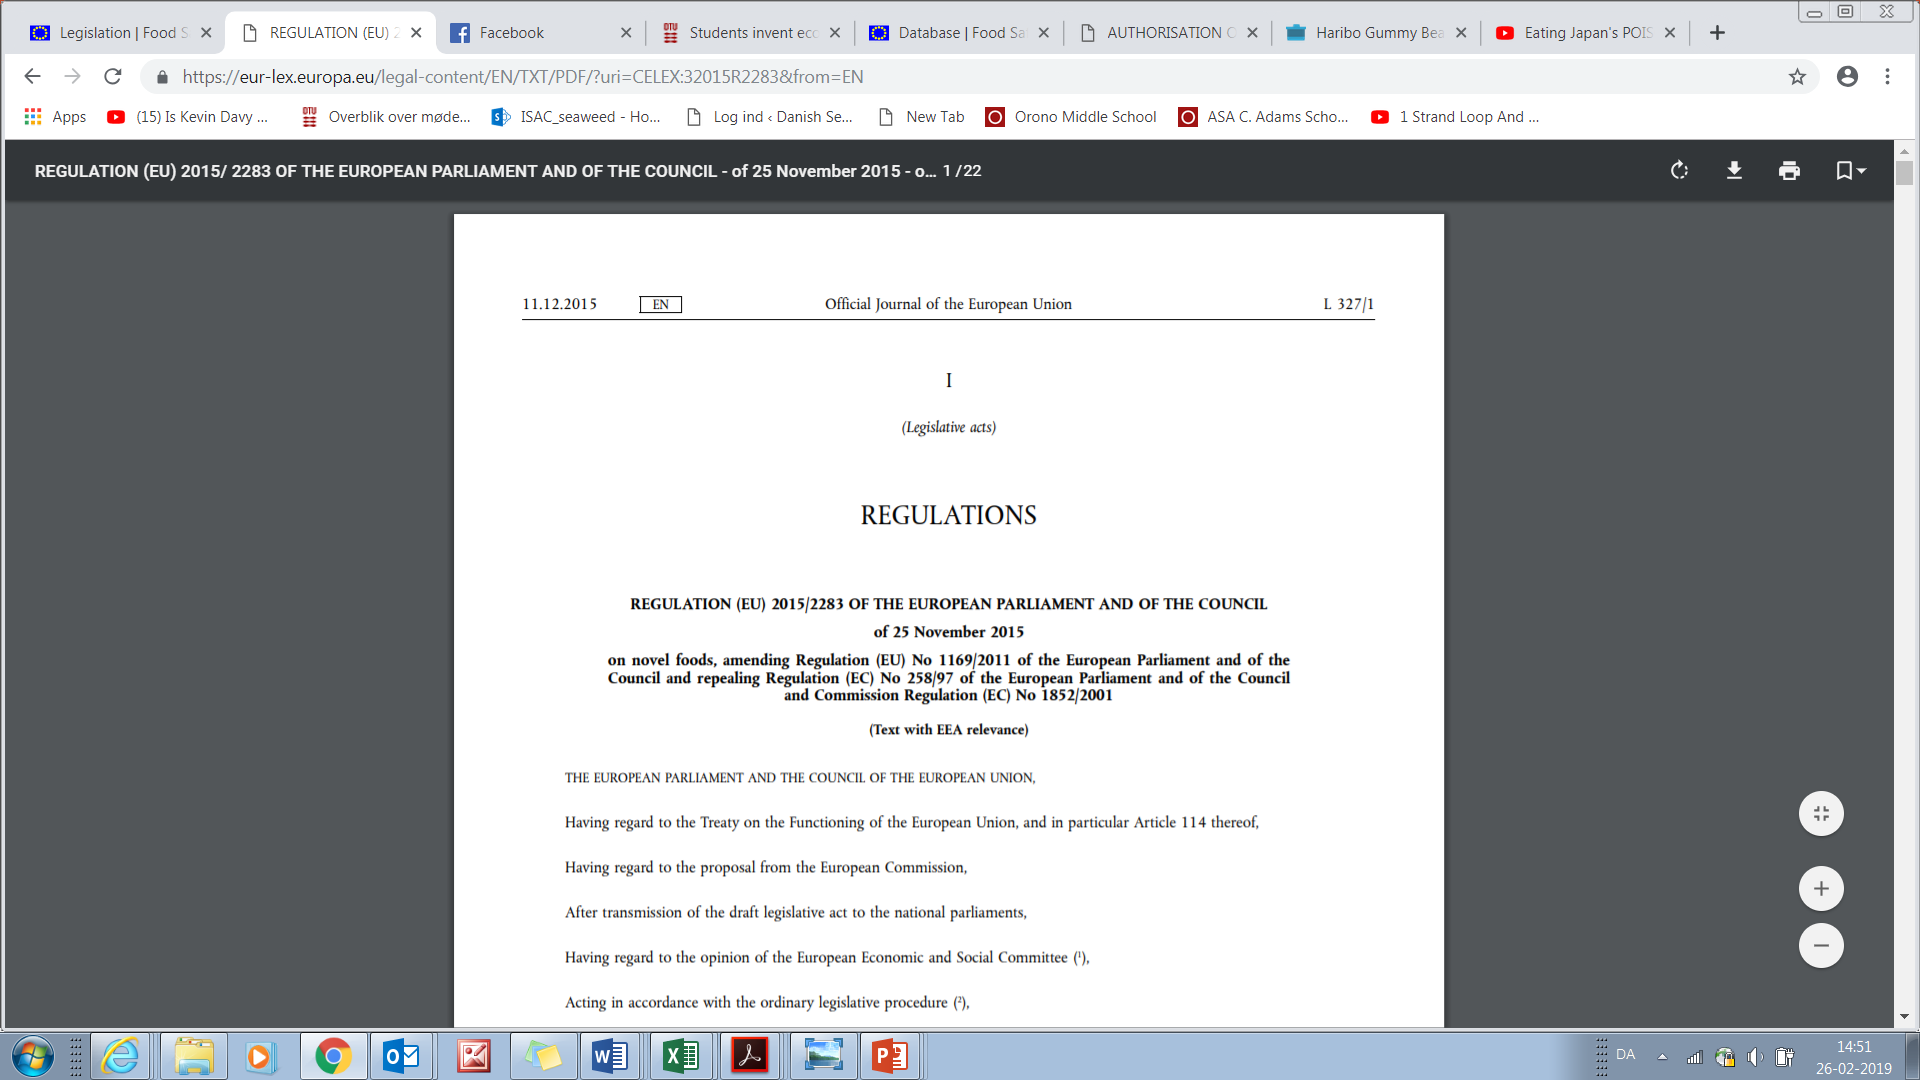 Legislation | Food S
REGULATION (EU) 2
Facebook
Students invent eco
Database | Food Sa
AUTHORISATION O
Haribo Gummy Bea
Eating Japan's POIS
https://eur-lex.europa.eu/legal-content/EN/TXT/PDF/?uri=CELEX:32015R2283&from=EN
Apps
(15) Is Kevin Davy ...
Overblik over møde...
ISAC_seaweed - Ho...
Log ind ‹ Danish Se...
New Tab
Orono Middle School
ASA C. Adams Scho...
1 Strand Loop And ...
REGULATION (EU) 2015/ 2283 OF THE EUROPEAN PARLIAMENT AND OF THE COUNCIL - of 25 November 2015 - o... 1 / 22
11.12.2015 EN Official Journal of the European Union L 327/1
I
(Legislative acts)
REGULATIONS
REGULATION (EU) 2015/2283 OF THE EUROPEAN PARLIAMENT AND OF THE COUNCIL
of 25 November 2015
on novel foods, amending Regulation (EU) No 1169/2011 of the European Parliament and of the
Council and repealing Regulation (EC) No 258/97 of the European Parliament and of the Council
and Commission Regulation (EC) No 1852/2001
(Text with EEA relevance)
THE EUROPEAN PARLIAMENT AND THE COUNCIL OF THE EUROPEAN UNION,
Having regard to the Treaty on the Functioning of the European Union, and in particular Article 114 thereof,
Having regard to the proposal from the European Commission,
After transmission of the draft legislative act to the national parliaments,
Having regard to the opinion of the European Economic and Social Committee (¹),
Acting in accordance with the ordinary legislative procedure (²),
DA
14:51
26-02-2019